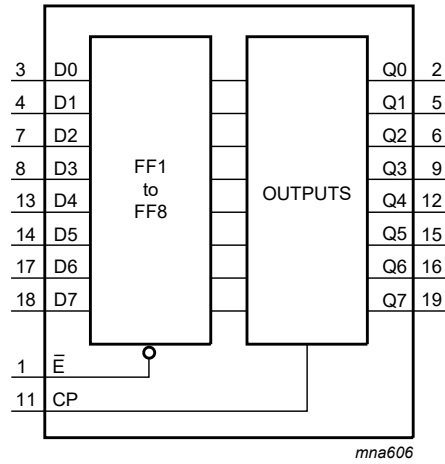 3 D0 Q0 2
4 D1 Q1 5
7 D2 Q2 6
8 D3 Q3 9
13 D4 Q4 12
14 D5 Q5 15
17 D6 Q6 16
18 D7 Q7 19
FF1
to
FF8
OUTPUTS
1 E̅
11 CP
mna606